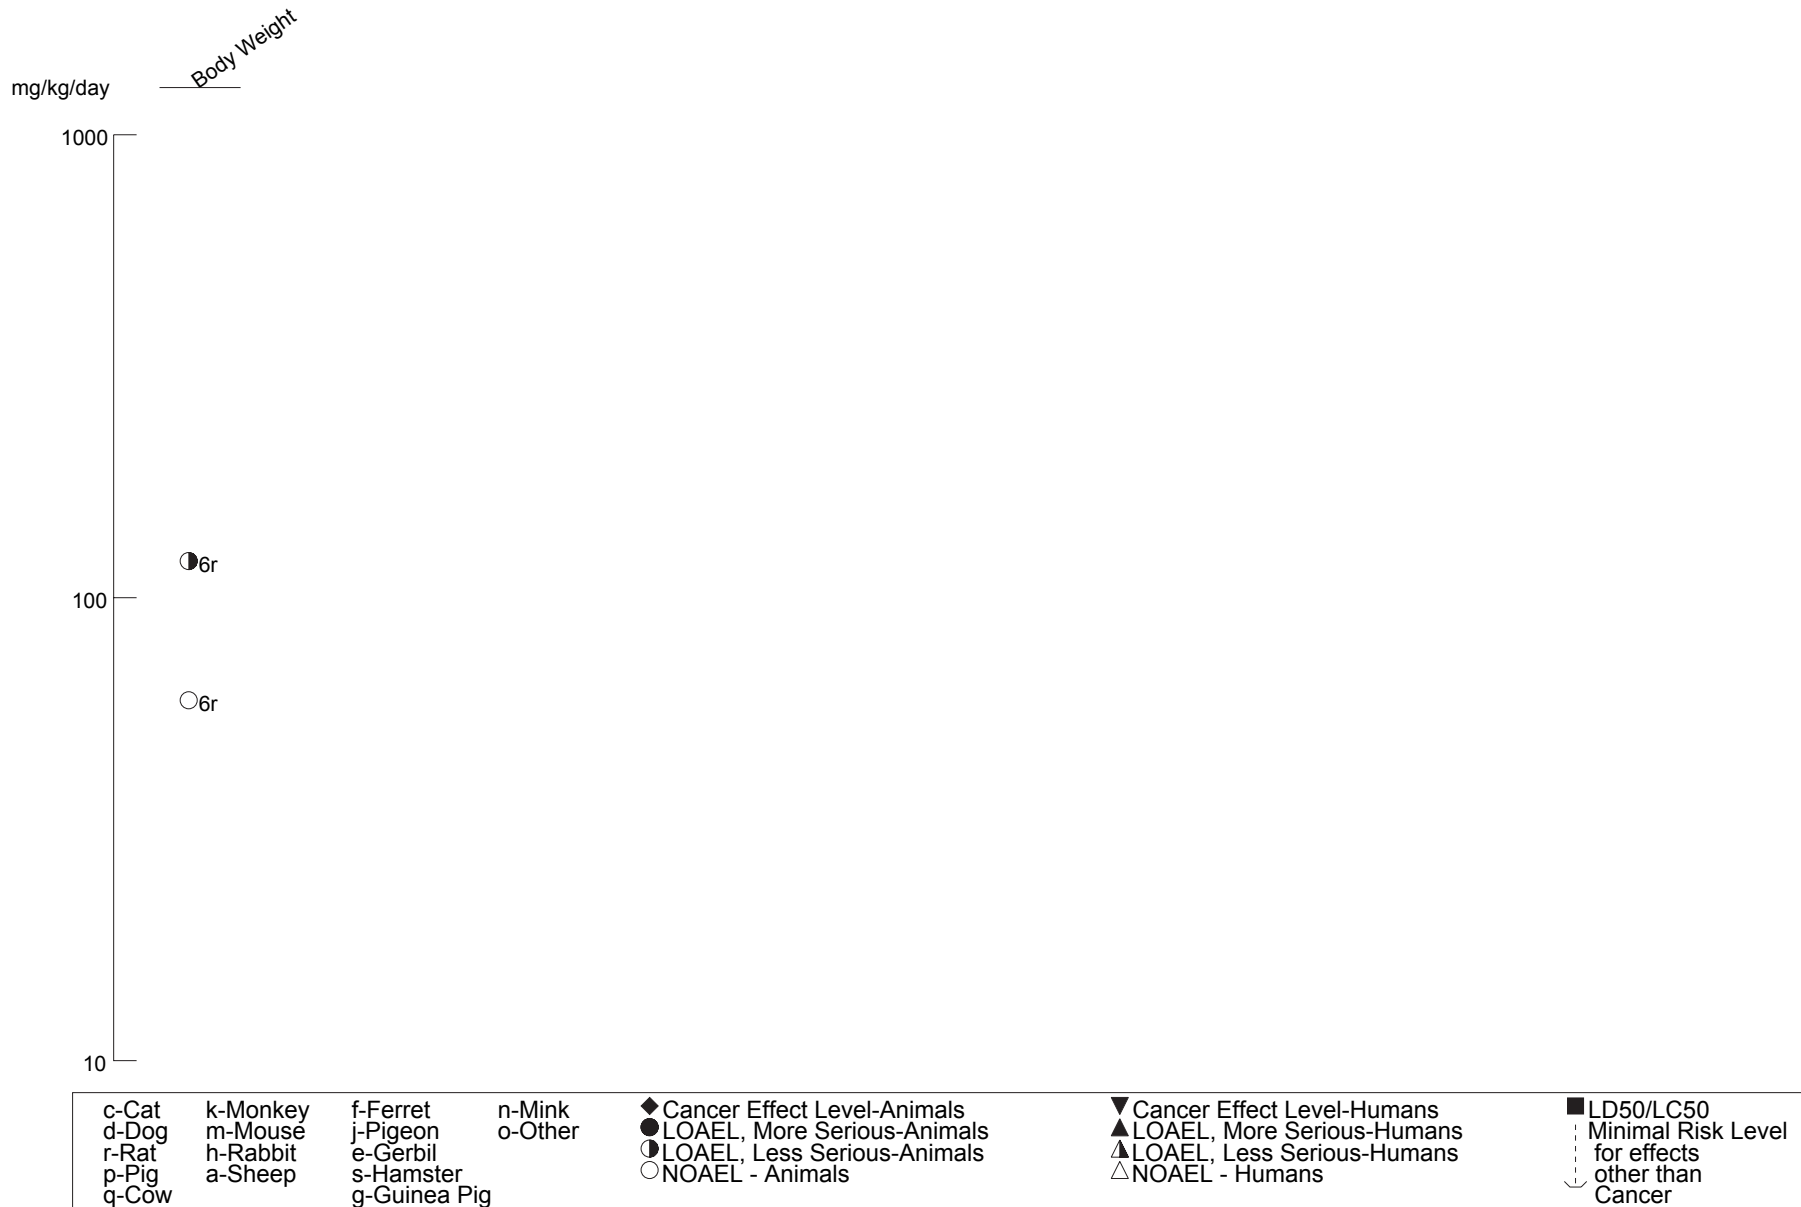 Body Weight
mg/kg/day
1000
6r
100
6r
10
c-Cat k-Monkey f-Ferret n-Mink Cancer Effect Level-Animals Cancer Effect Level-Humans LD50/LC50
d-Dog m-Mouse j-Pigeon o-Other LOAEL, More Serious-Animals LOAEL, More Serious-Humans Minimal Risk Level
r-Rat h-Rabbit e-Gerbil LOAEL, Less Serious-Animals LOAEL, Less Serious-Humans for effects
p-Pig a-Sheep s-Hamster NOAEL - Animals NOAEL - Humans other than
q-Cow g-Guinea Pig Cancer